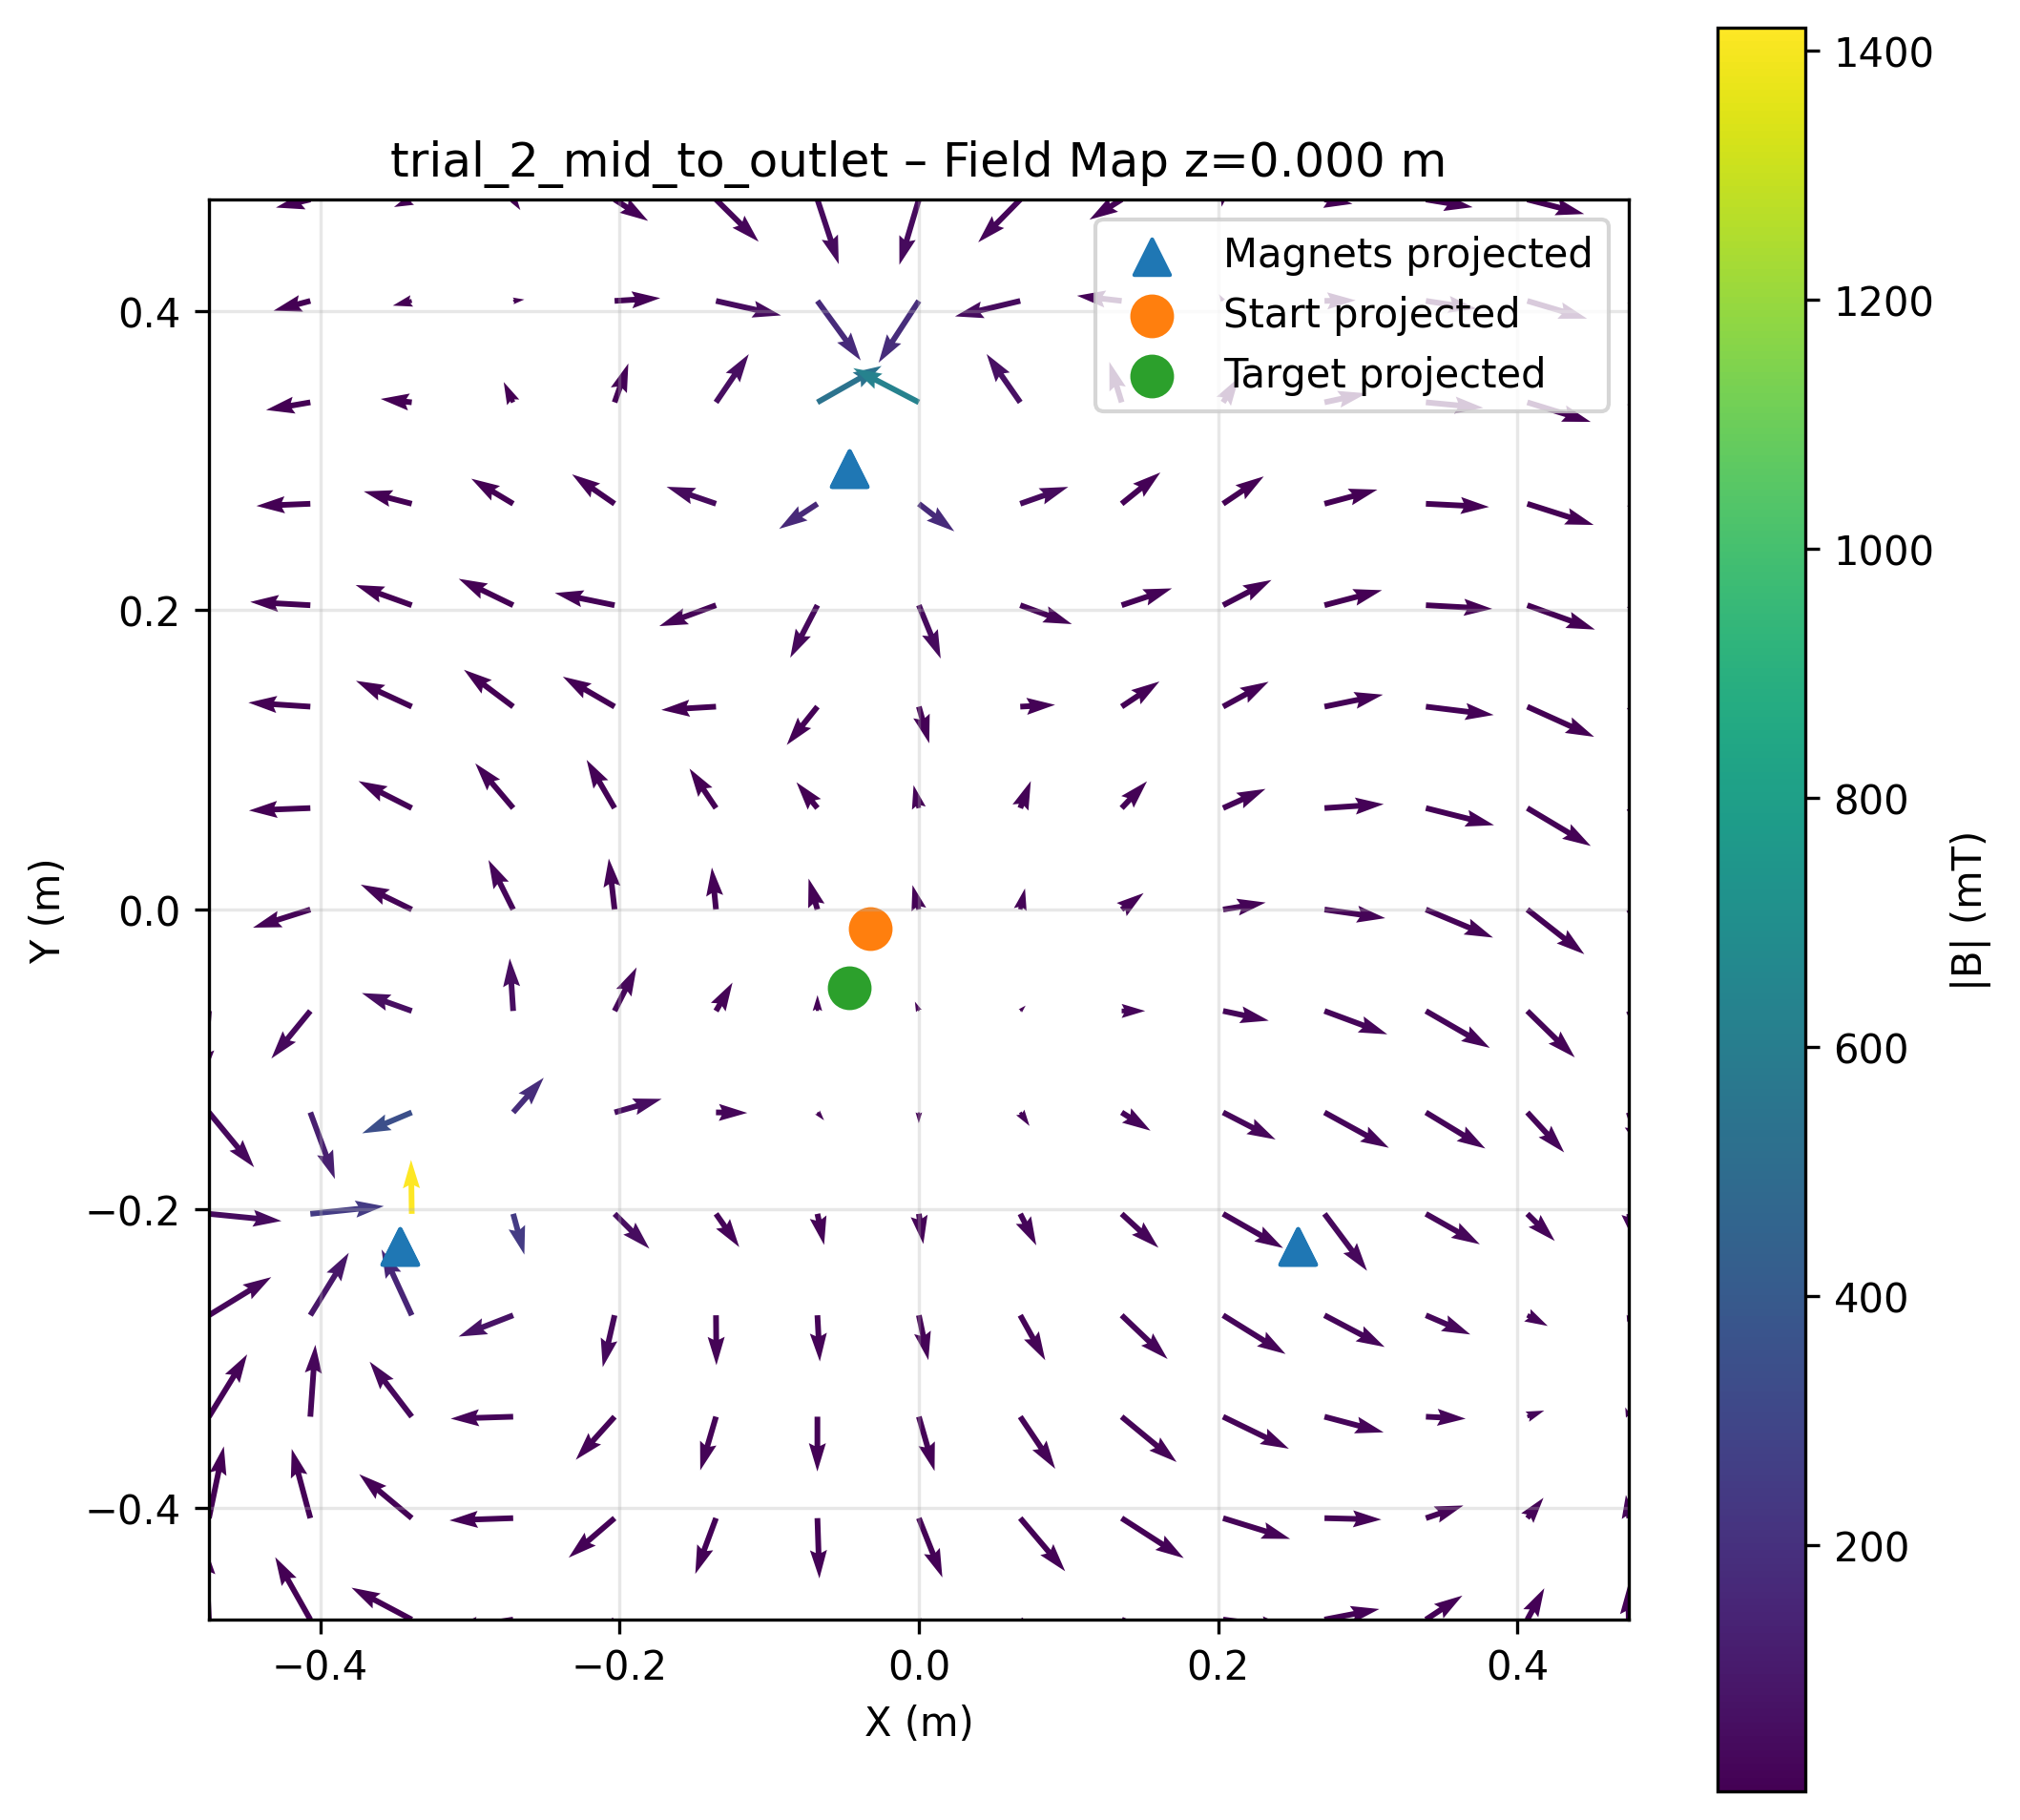 trial_2_mid_to_outlet – Field Map z=0.000 m
Magnets projected
Start projected
Target projected
0.4
0.2
0.0
−0.2
−0.4
Y (m)
−0.4
−0.2
0.0
0.2
0.4
X (m)
1400
1200
1000
800
600
400
200
|B| (mT)